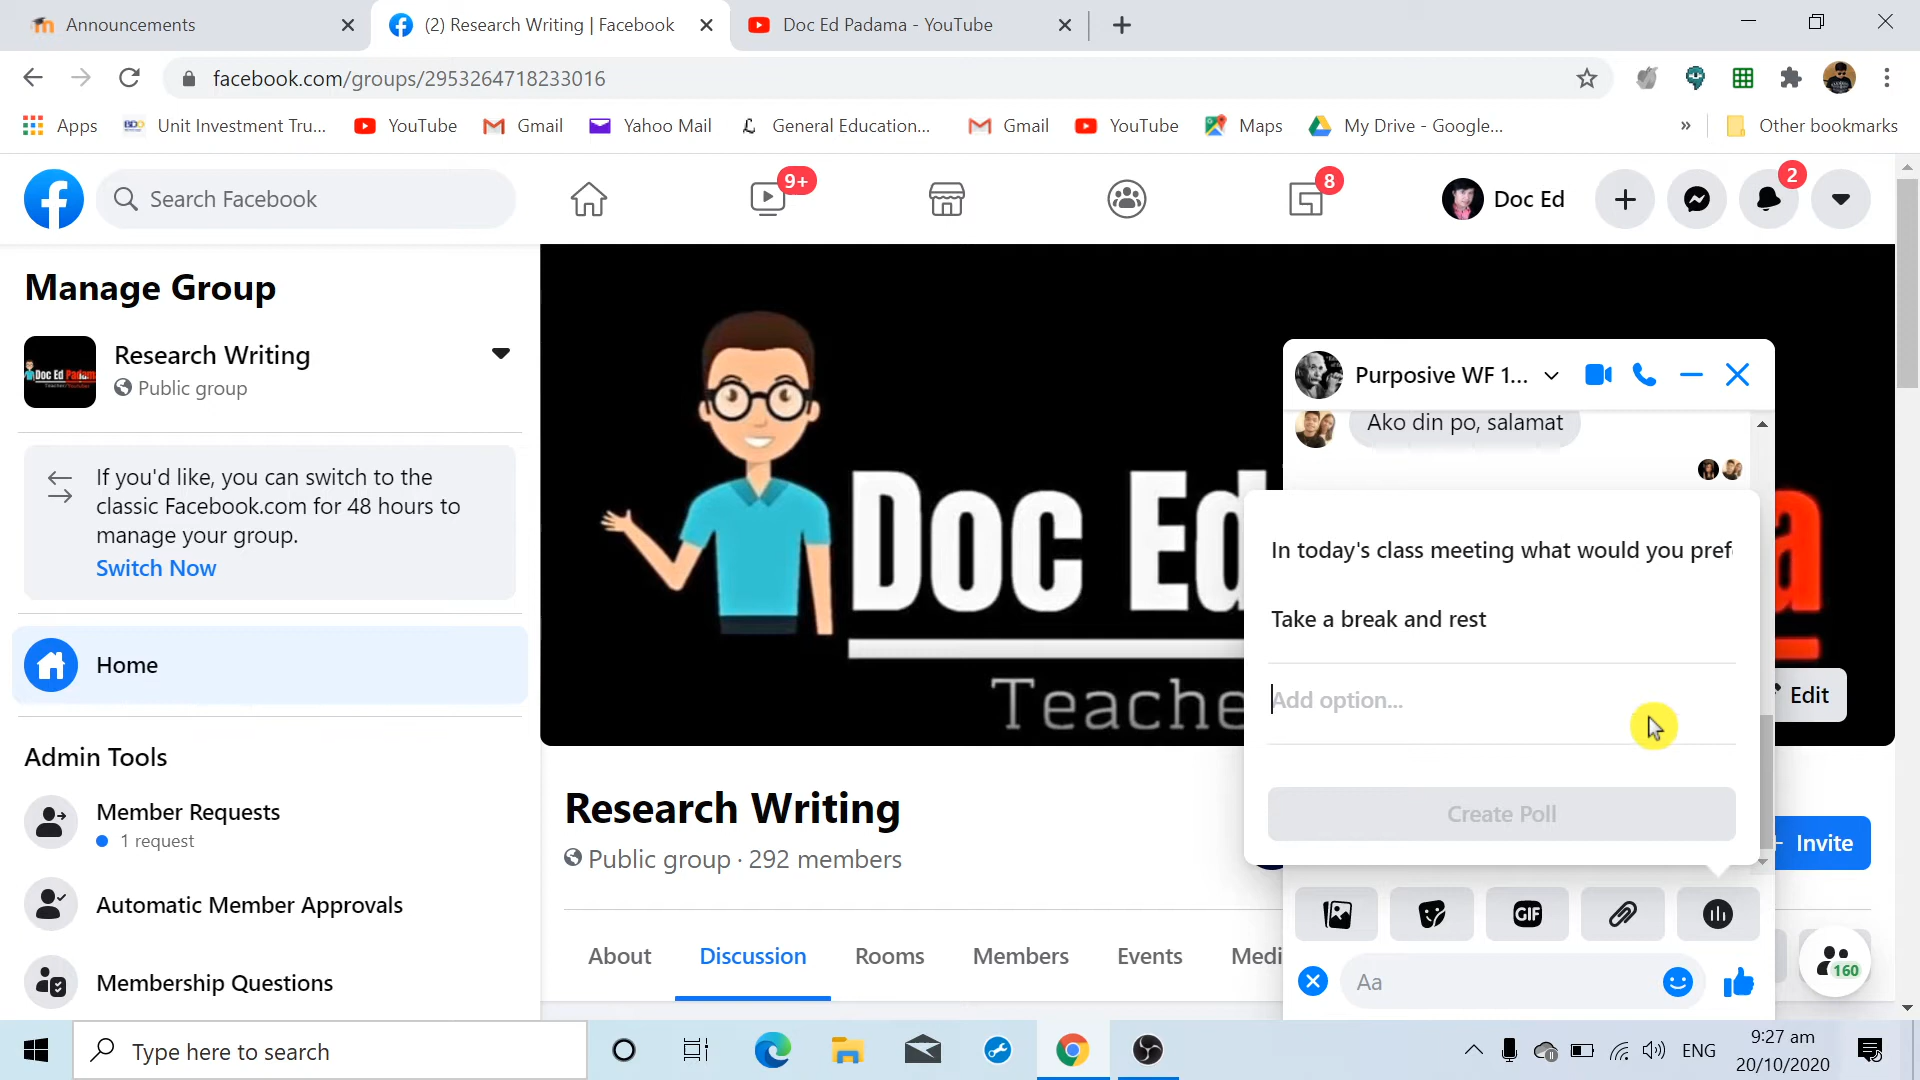 Announcements
(2) Research Writing | Facebook
Doc Ed Padama - YouTube
facebook.com/groups/2953264718233016
Apps
BDO
Unit Investment Tru...
YouTube
Gmail
Yahoo Mail
General Education...
Gmail
YouTube
Maps
My Drive - Google...
»
Other bookmarks
Search Facebook
9+
8
Doc Ed
2
Manage Group
Doc Ed Padama
Research Writing
Public group
If you'd like, you can switch to the
classic Facebook.com for 48 hours to
manage your group.
Switch Now
Home
Admin Tools
Member Requests
1 request
Automatic Member Approvals
Membership Questions
Doc Ed
a
Teache
Edit
Research Writing
Public group · 292 members
Invite
About
Discussion
Rooms
Members
Events
Medi
Purposive WF 1...
Ako din po, salamat
In today's class meeting what would you pref
Take a break and rest
Add option...
Create Poll
GIF
Aa
160
Type here to search
ENG
9:27 am
20/10/2020